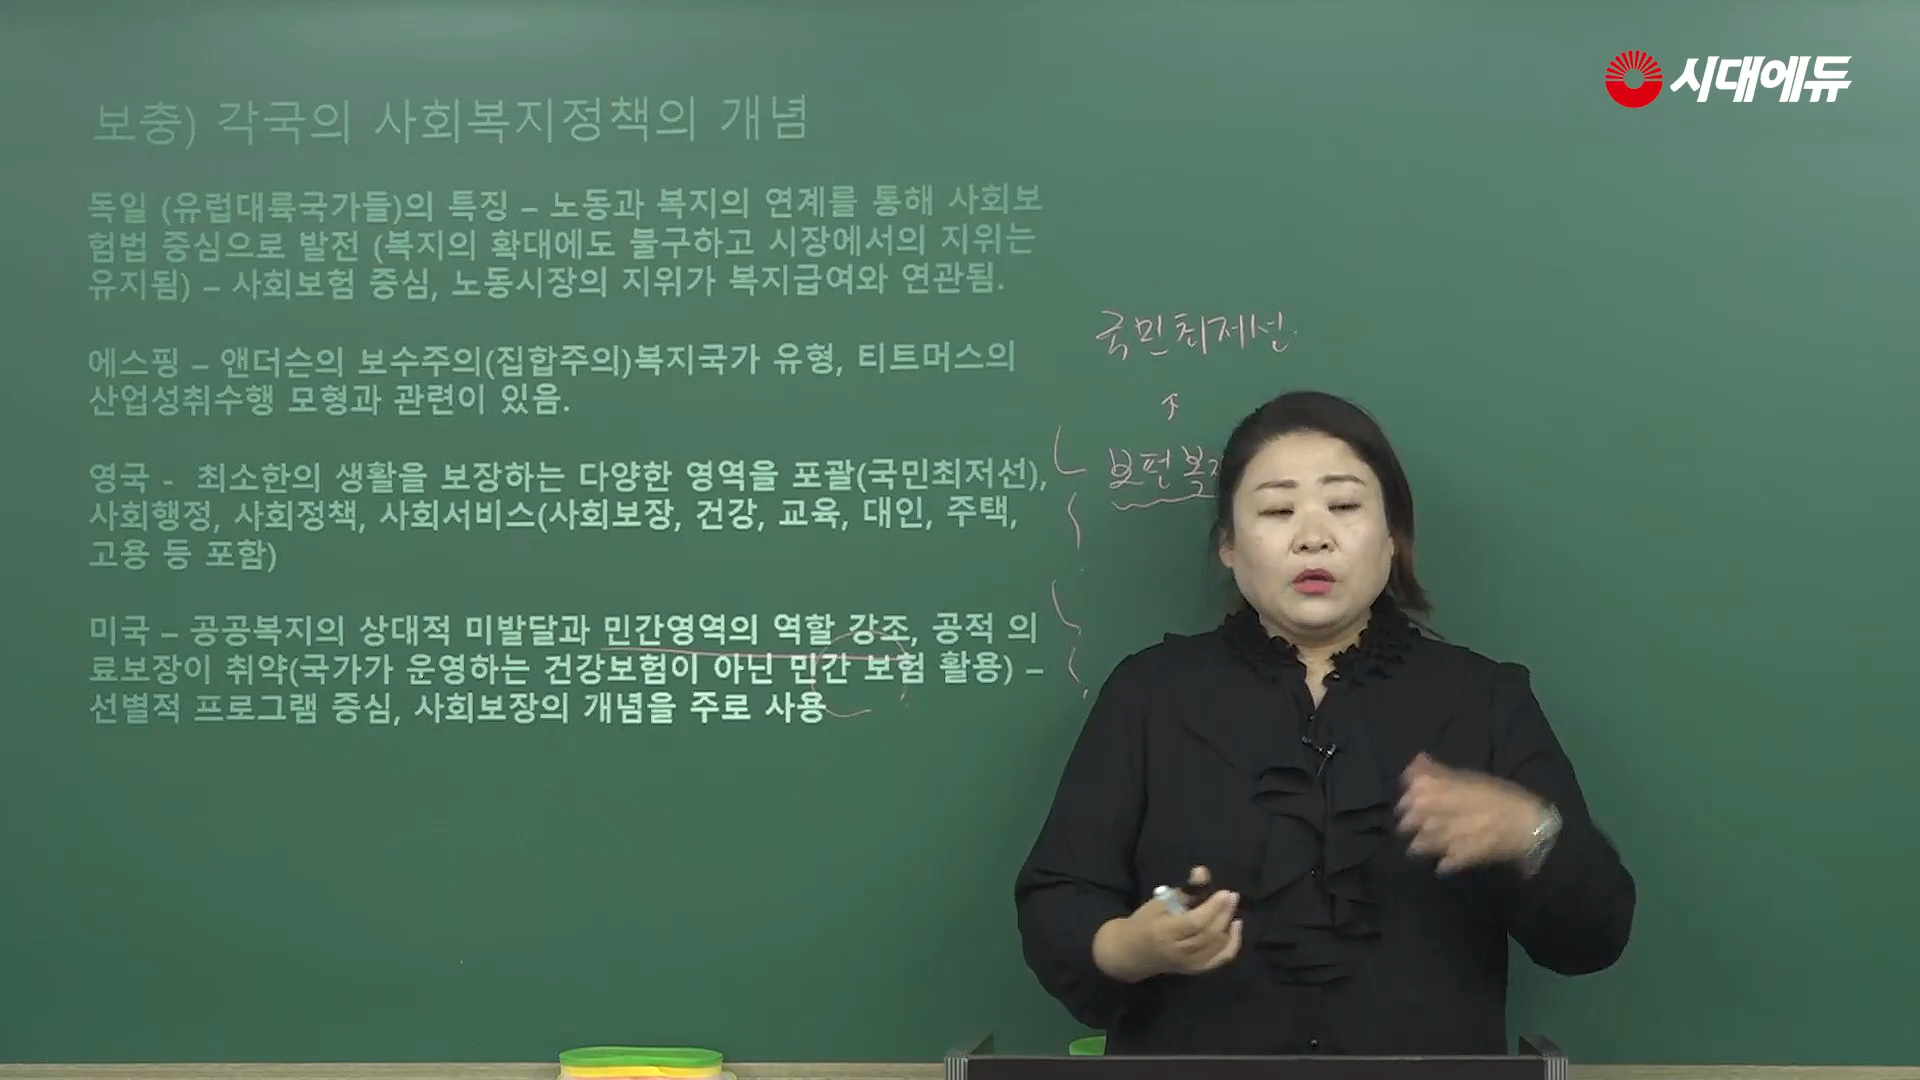 시대에듀
보충) 각국의 사회복지정책의 개념
독일 (유럽대륙국가들)의 특징 – 노동과 복지의 연계를 통해 사회보
험법 중심으로 발전 (복지의 확대에도 불구하고 시장에서의 지위는
유지됨) – 사회보험 중심, 노동시장의 지위가 복지급여와 연관됨.
에스핑 – 앤더슨의 보수주의(집합주의)복지국가 유형, 티트머스의
산업성취수행 모형과 관련이 있음.
영국 - 최소한의 생활을 보장하는 다양한 영역을 포괄(국민최저선),
사회행정, 사회정책, 사회서비스(사회보장, 건강, 교육, 대인, 주택,
고용 등 포함)
미국 – 공공복지의 상대적 미발달과 민간영역의 역할 강조, 공적 의
료보장이 취약(국가가 운영하는 건강보험이 아닌 민간 보험 활용) –
선별적 프로그램 중심, 사회보장의 개념을 주로 사용
국민최저선
보편복